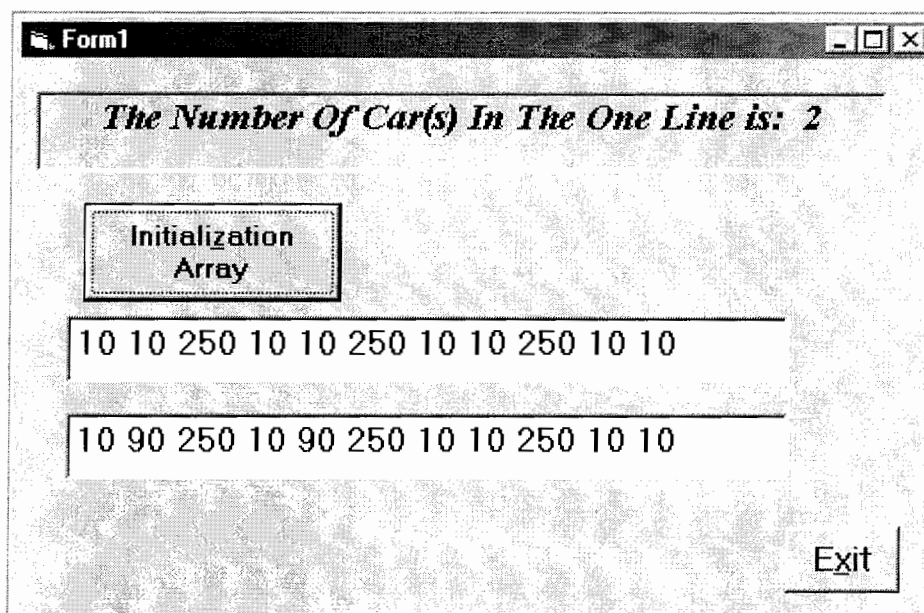 Form1
The Number Of Car(s) In The One Line is: 2
Initialization
Array
10 10 250 10 10 250 10 10 250 10 10
10 90 250 10 90 250 10 10 250 10 10
Exit